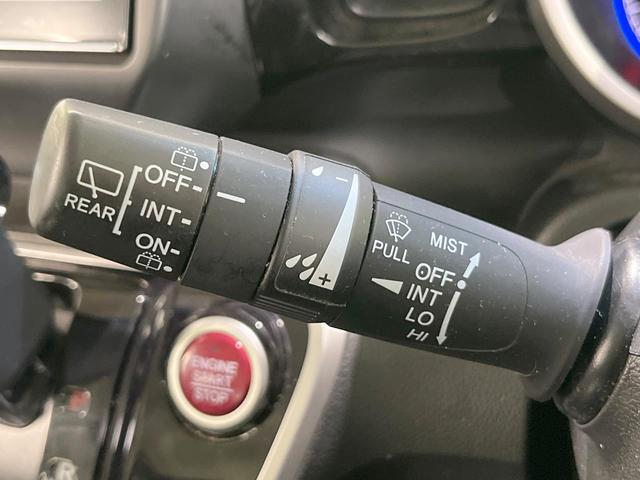 REAR
OFF
INT
ON
- +
PULL
MIST
OFF
INT
LO
HI
ENGINE
START
STOP
R